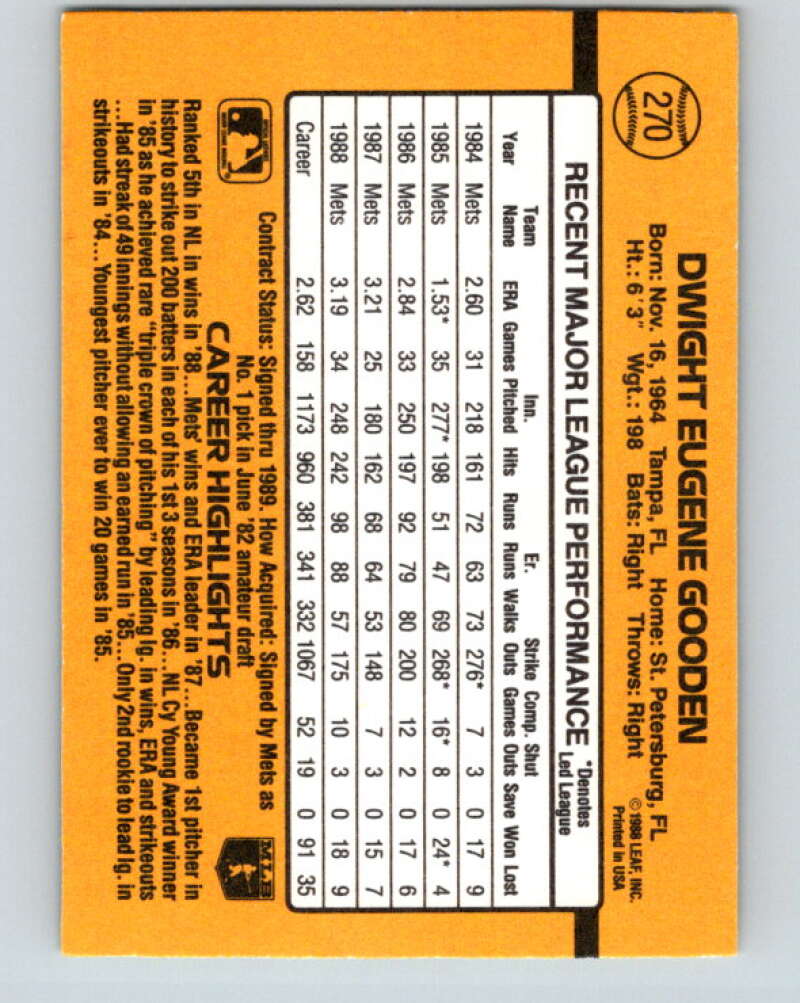 270
DWIGHT EUGENE GOODEN
Born: Nov. 16, 1964 Tampa, FL Home: St. Petersburg, FL
Ht.: 6'3" Wgt.: 198 Bats: Right Throws: Right
©1988 LEAF, INC.
Printed in USA
RECENT MAJOR LEAGUE PERFORMANCE *Denotes
Led League
Team Inn. Er. Strike Comp. Shut
Year Name ERA Games Pitched Hits Runs Runs Walks Outs Games Outs Save Won Lost
1984 Mets 2.60 31 218 161 72 63 73 276* 7 3 0 17 9
1985 Mets 1.53* 35 277* 198 51 47 69 268* 16* 8 0 24* 4
1986 Mets 2.84 33 250 197 92 79 80 200 12 2 0 17 6
1987 Mets 3.21 25 180 162 68 64 53 148 7 3 0 15 7
1988 Mets 3.19 34 248 242 98 88 57 175 10 3 0 18 9
Career 2.62 158 1173 960 381 341 332 1067 52 19 0 91 35
Contract Status: Signed thru 1989. How Acquired: Signed by Mets as
No. 1 pick in June '82 amateur draft
MLB
CAREER HIGHLIGHTS
Ranked 5th in NL in wins in '88...Mets' wins and ERA leader in '87...Became 1st pitcher in
history to strike out 200 batters in each of his 1st 3 seasons in '86...NL Cy Young Award winner
in '85 as he achieved rare "triple crown of pitching" by leading lg. in wins, ERA and strikeouts
...Had streak of 49 innings without allowing an earned run in '85...Only 2nd rookie to lead lg. in
strikeouts in '84...Youngest pitcher ever to win 20 games in '85.